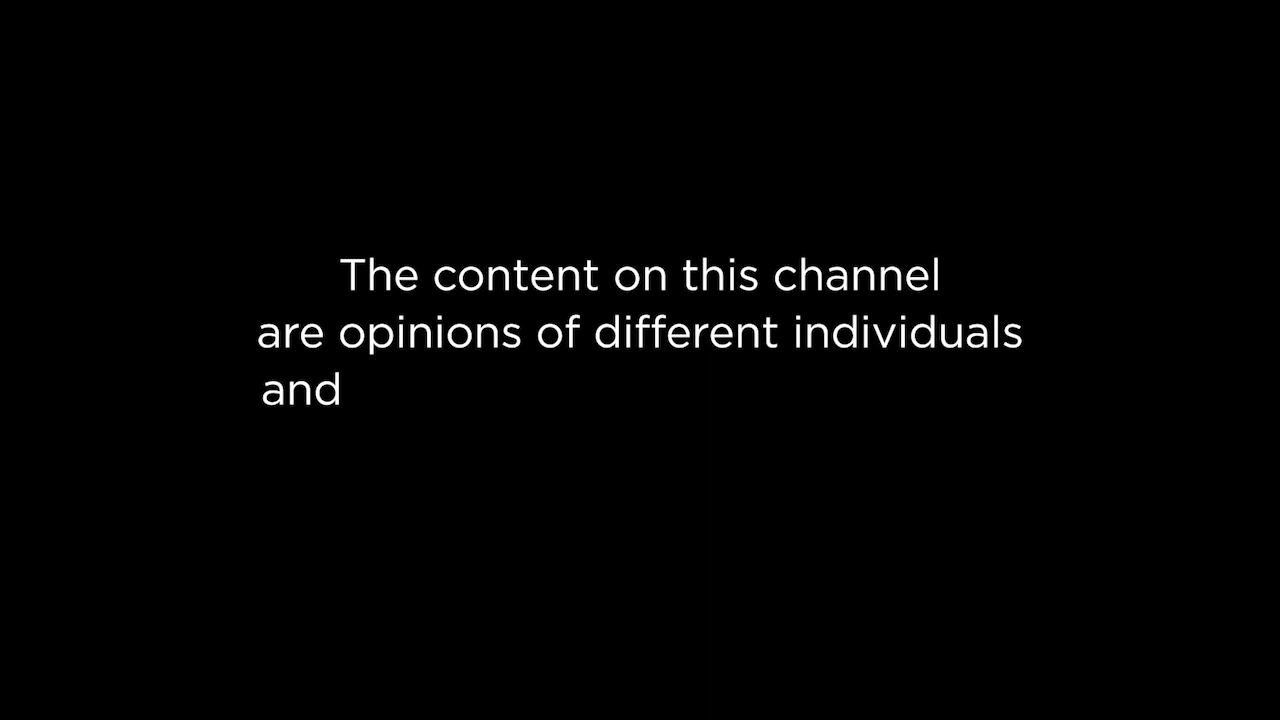 The content on this channel
are opinions of different individuals
and